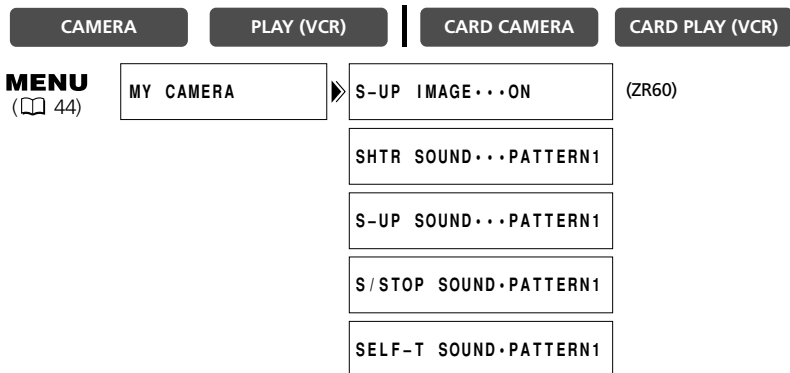 CAMERA PLAY (VCR) CARD CAMERA CARD PLAY (VCR)
MENU
(44)
MY CAMERA
S-UP IMAGE···ON (ZR60)
SHTR SOUND···PATTERN1
S-UP SOUND···PATTERN1
S/STOP SOUND·PATTERN1
SELF-T SOUND·PATTERN1